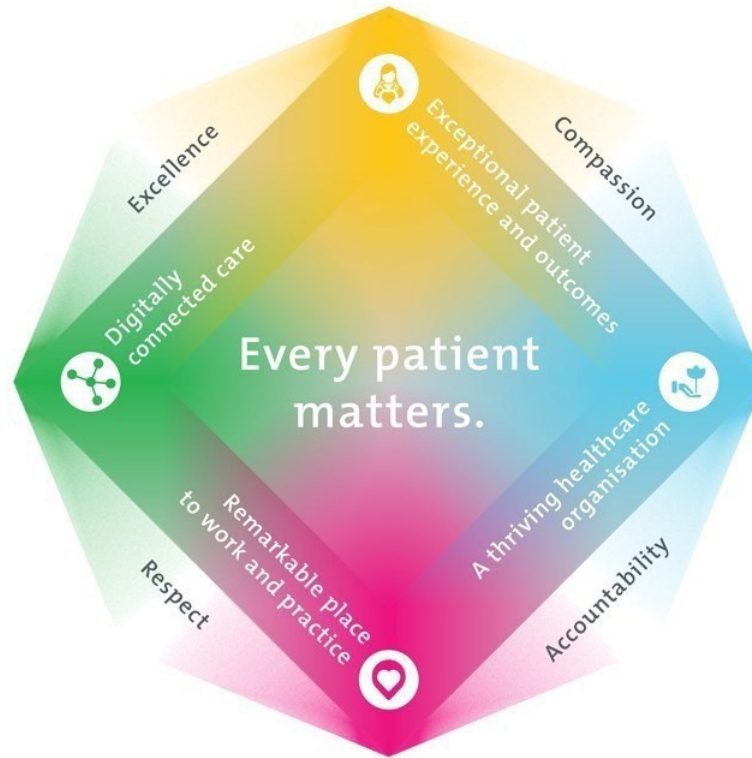 Excellence
Compassion
Exceptional patient
experience and outcomes
Digitally
connected care
Every patient
matters.
Remarkable place
to work and practice
A thriving healthcare
organisation
Respect
Accountability